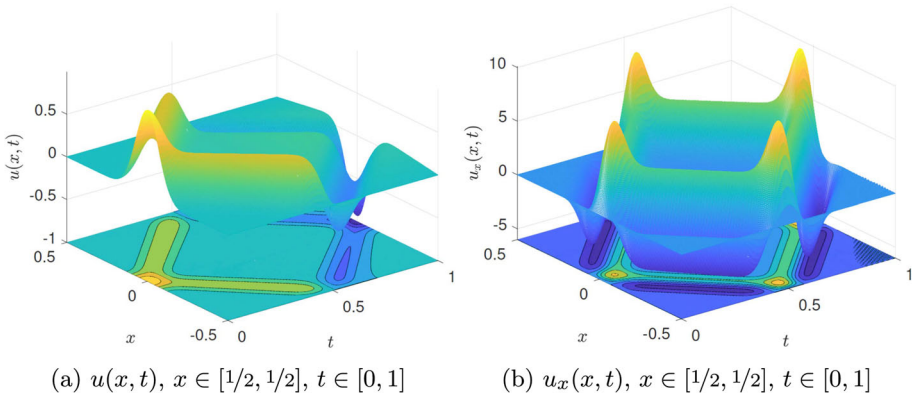 10
0.5
0
-0.5
-1
0.5
0
-0.5
0
0.5
1
u(x, t)
x
t
5
0
-5
0.5
0
-0.5
0
0.5
1
u_x(x, t)
x
t
(a) u(x, t), x ∈ [1/2, 1/2], t ∈ [0, 1]
(b) u_x(x, t), x ∈ [1/2, 1/2], t ∈ [0, 1]